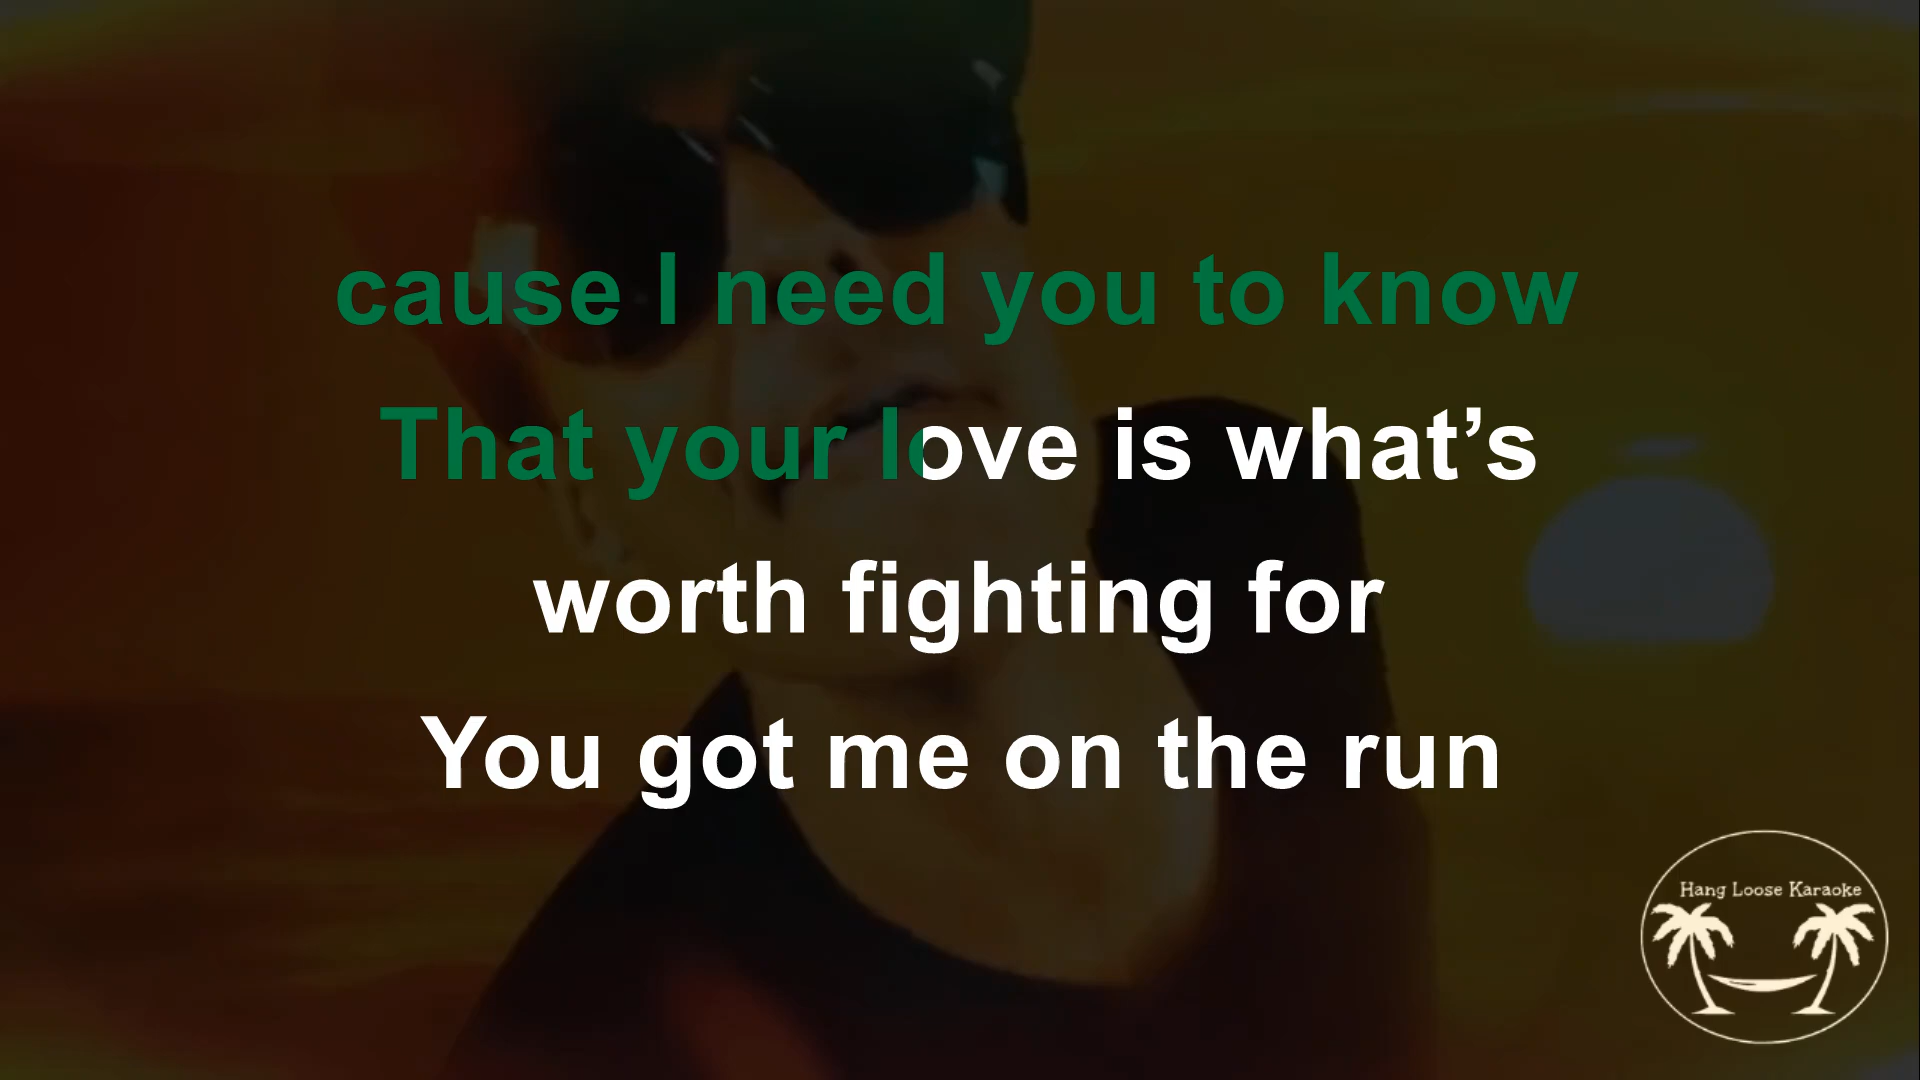 cause I need you to know
That your love is what’s
worth fighting for
You got me on the run
Hang Loose Karaoke